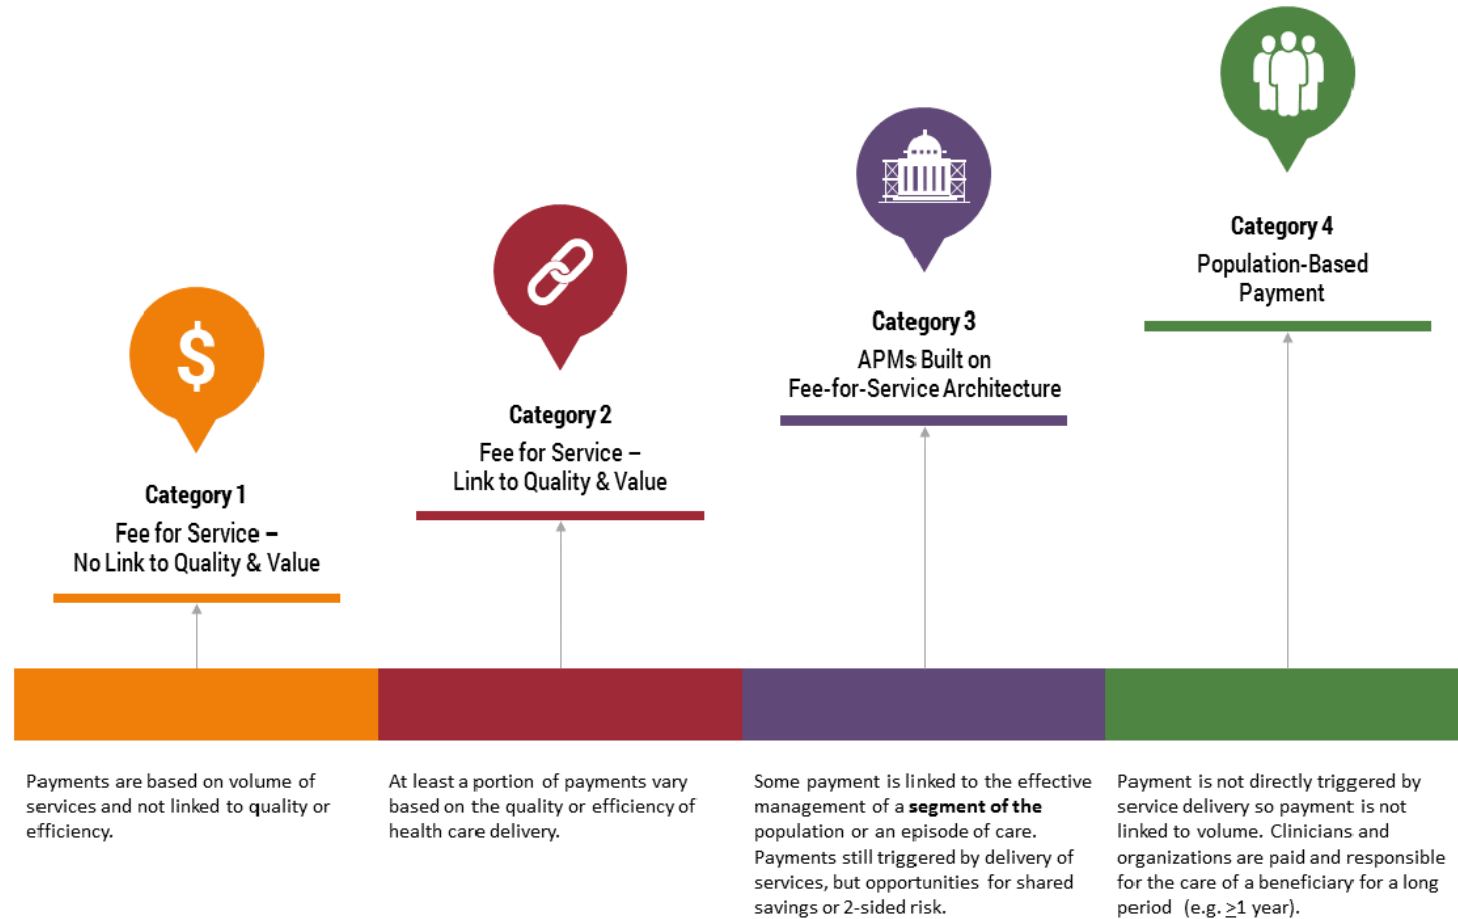 $
Category 1
Fee for Service –
No Link to Quality & Value
Category 2
Fee for Service –
Link to Quality & Value
Category 3
APMs Built on
Fee-for-Service Architecture
Category 4
Population-Based
Payment
Payments are based on volume of
services and not linked to quality or
efficiency.
At least a portion of payments vary
based on the quality or efficiency of
health care delivery.
Some payment is linked to the effective
management of a segment of the
population or an episode of care.
Payments still triggered by delivery of
services, but opportunities for shared
savings or 2-sided risk.
Payment is not directly triggered by
service delivery so payment is not
linked to volume. Clinicians and
organizations are paid and responsible
for the care of a beneficiary for a long
period (e.g. ≥1 year).